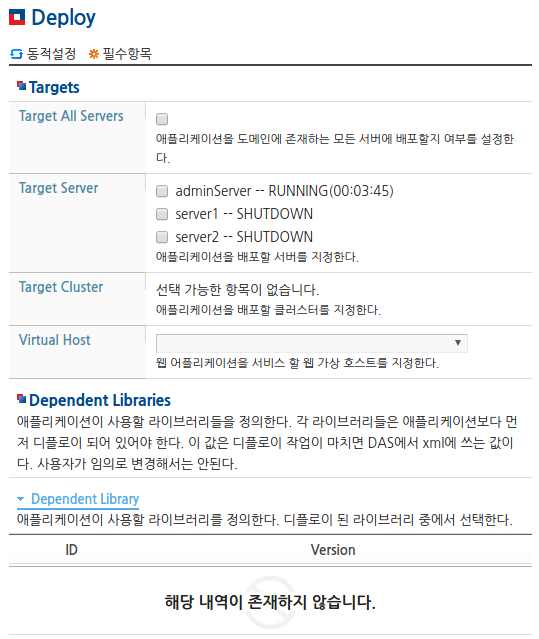 Deploy
동적설정 필수항목
Targets
Target All Servers
애플리케이션을 도메인에 존재하는 모든 서버에 배포할지 여부를 설정한
다.
Target Server
adminServer -- RUNNING(00:03:45)
server1 -- SHUTDOWN
server2 -- SHUTDOWN
애플리케이션을 배포할 서버를 지정한다.
Target Cluster
선택 가능한 항목이 없습니다.
애플리케이션을 배포할 클러스터를 지정한다.
Virtual Host
웹 어플리케이션을 서비스 할 웹 가상 호스트를 지정한다.
Dependent Libraries
애플리케이션이 사용할 라이브러리들을 정의한다. 각 라이브러리들은 애플리케이션보다 먼
저 디플로이 되어 있어야 한다. 이 값은 디플로이 작업이 마치면 DAS에서 xml에 쓰는 값이
다. 사용자가 임의로 변경해서는 안된다.
Dependent Library
애플리케이션이 사용할 라이브러리를 정의한다. 디플로이 된 라이브러리 중에서 선택한다.
ID Version
해당 내역이 존재하지 않습니다.